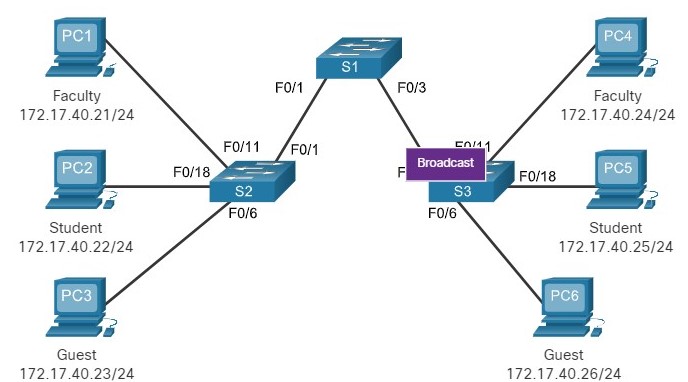 PC1
Faculty
172.17.40.21/24
PC2
Student
172.17.40.22/24
PC3
Guest
172.17.40.23/24
S1
F0/1
F0/3
F0/11
F0/1
F0/18
S2
F0/6
Broadcast
F0/11
F0/18
S3
F0/6
PC4
Faculty
172.17.40.24/24
PC5
Student
172.17.40.25/24
PC6
Guest
172.17.40.26/24